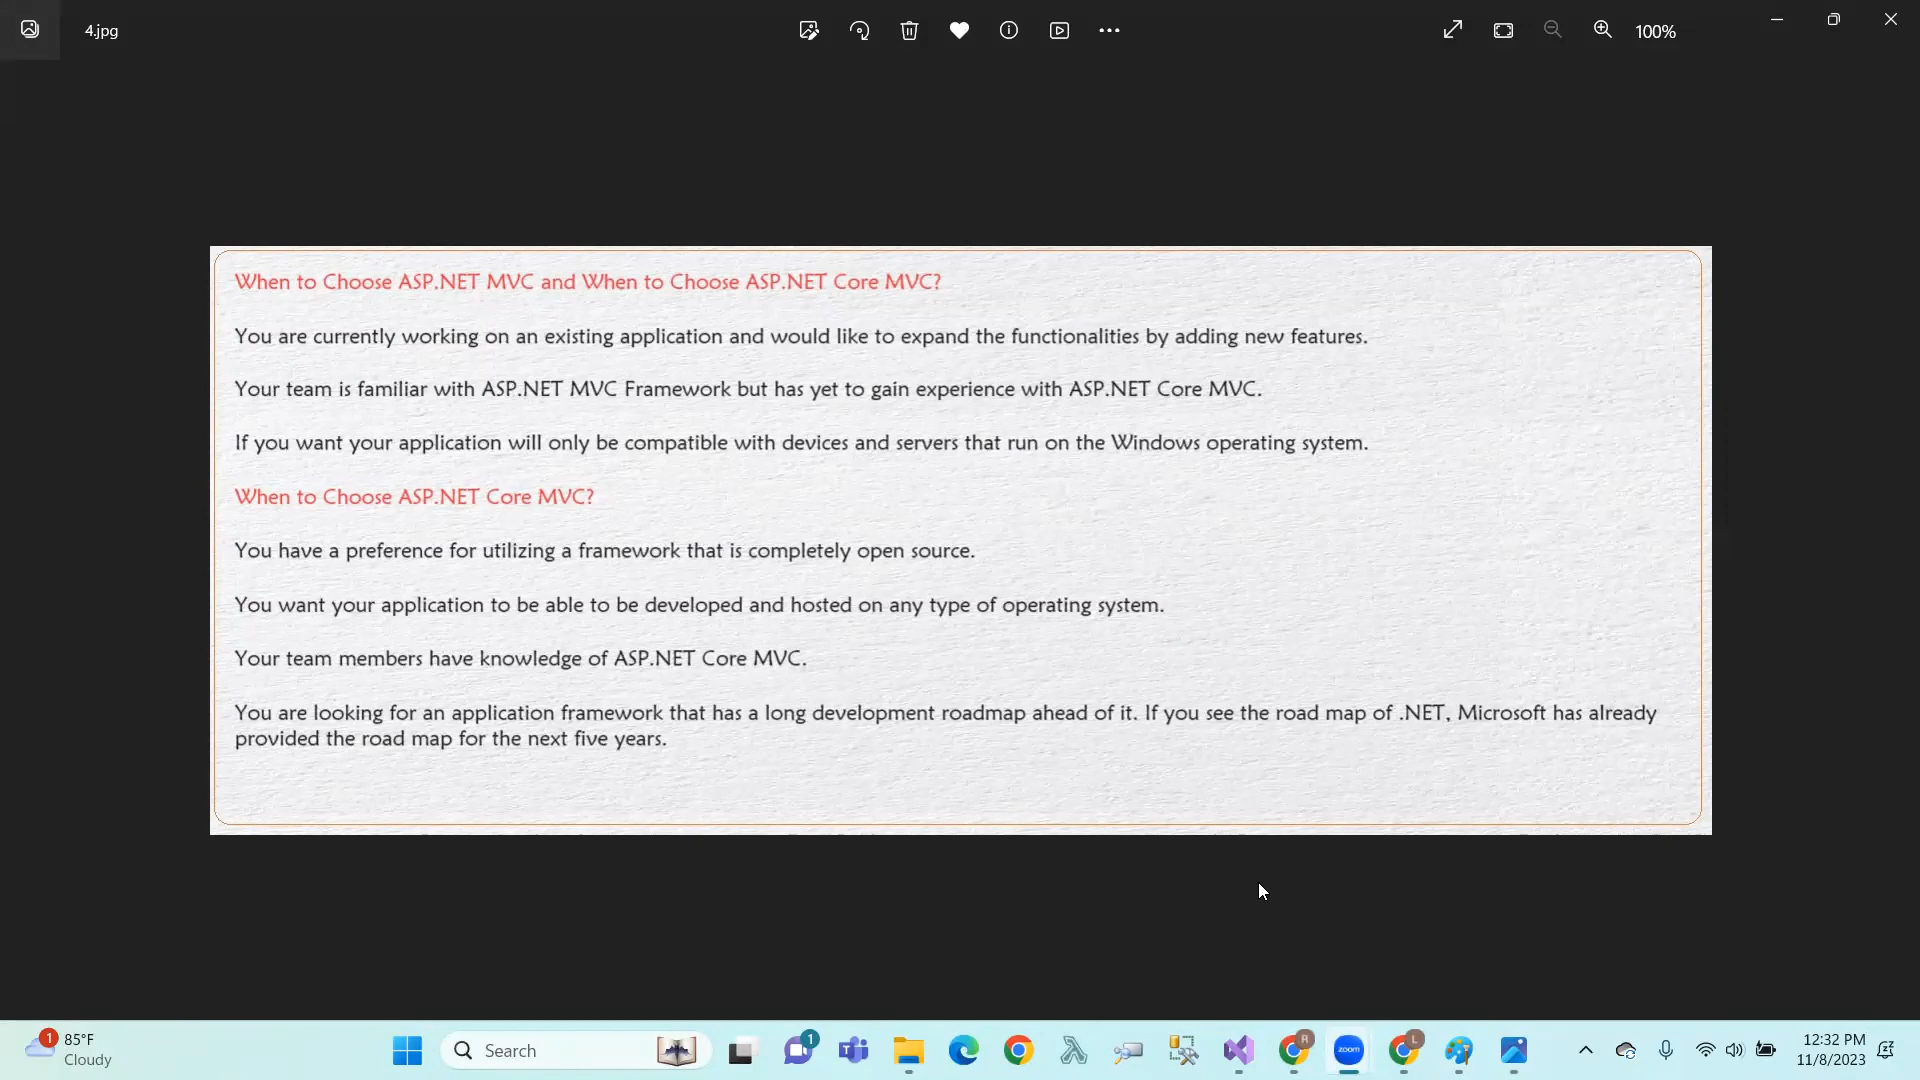 4.jpg
100%
When to Choose ASP.NET MVC and When to Choose ASP.NET Core MVC?
You are currently working on an existing application and would like to expand the functionalities by adding new features.
Your team is familiar with ASP.NET MVC Framework but has yet to gain experience with ASP.NET Core MVC.
If you want your application will only be compatible with devices and servers that run on the Windows operating system.
When to Choose ASP.NET Core MVC?
You have a preference for utilizing a framework that is completely open source.
You want your application to be able to be developed and hosted on any type of operating system.
Your team members have knowledge of ASP.NET Core MVC.
You are looking for an application framework that has a long development roadmap ahead of it. If you see the road map of .NET, Microsoft has already
provided the road map for the next five years.
1
85°F
Cloudy
Search
1
R
zoom
L
12:32 PM
11/8/2023